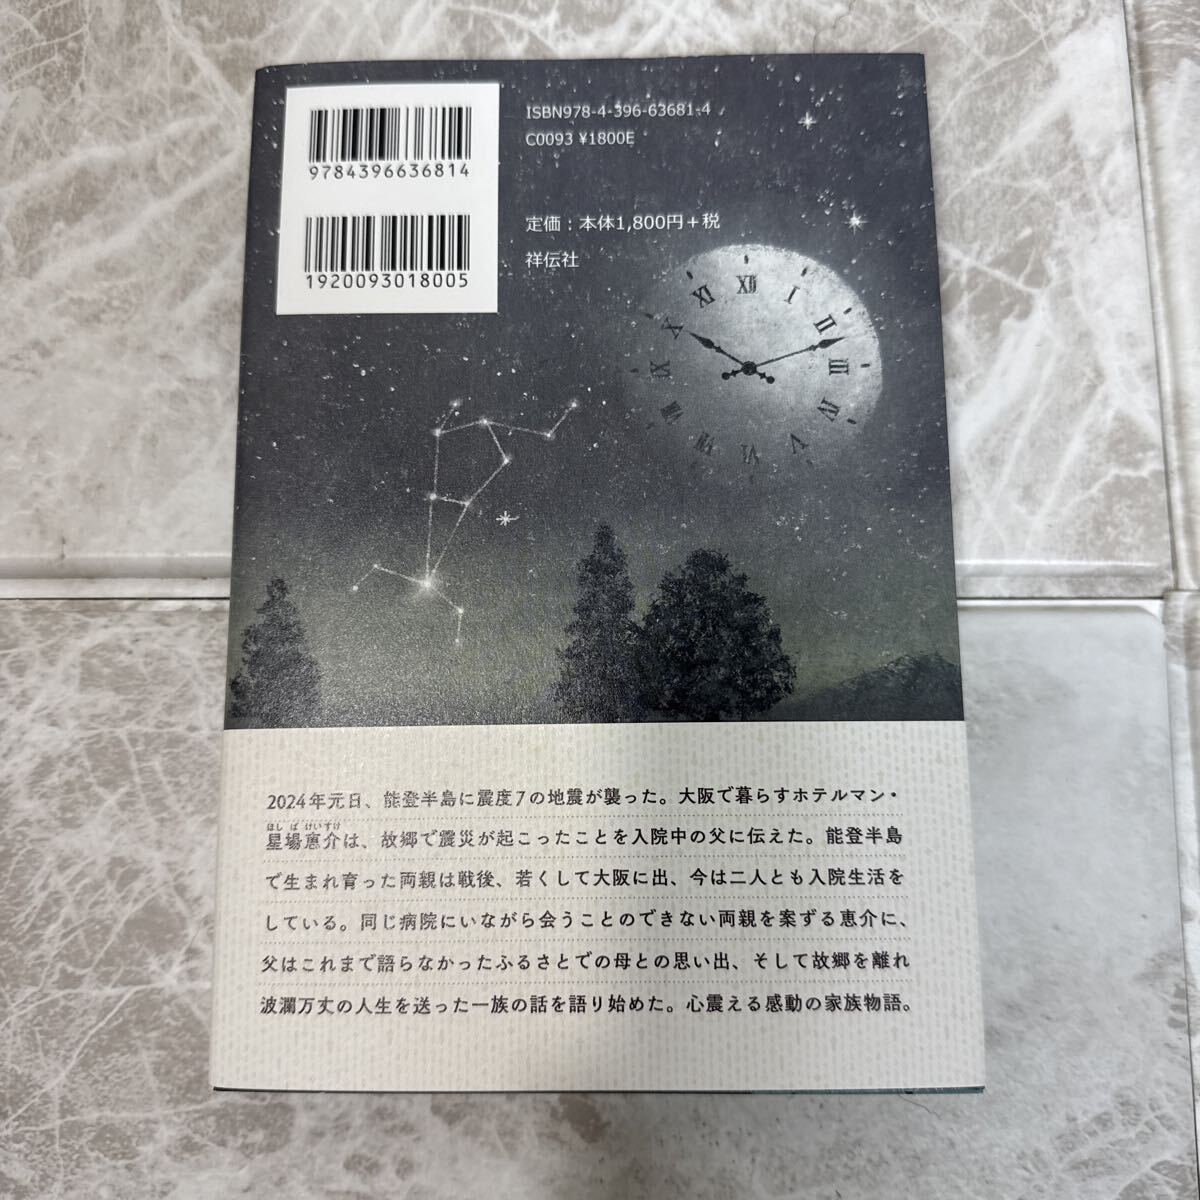 ISBN978-4-396-63681-4
C0093 ¥1800E
9784396636814
定価：本体1,800円＋税
1920093018005
祥伝社
XII
I
II
III
IV
V
VI
VII
VIII
IX
X
XI
2024年元日、能登半島に震度7の地震が襲った。大阪で暮らすホテルマン・
ほしばけいすけ
星場恵介は、故郷で震災が起こったことを入院中の父に伝えた。能登半島
で生まれ育った両親は戦後、若くして大阪に出、今は二人とも入院生活を
している。同じ病院にいながら会うことのできない両親を案ずる恵介に、
父はこれまで語らなかったふるさとでの母との思い出、そして故郷を離れ
波瀾万丈の人生を送った一族の話を語り始めた。心震える感動の家族物語。